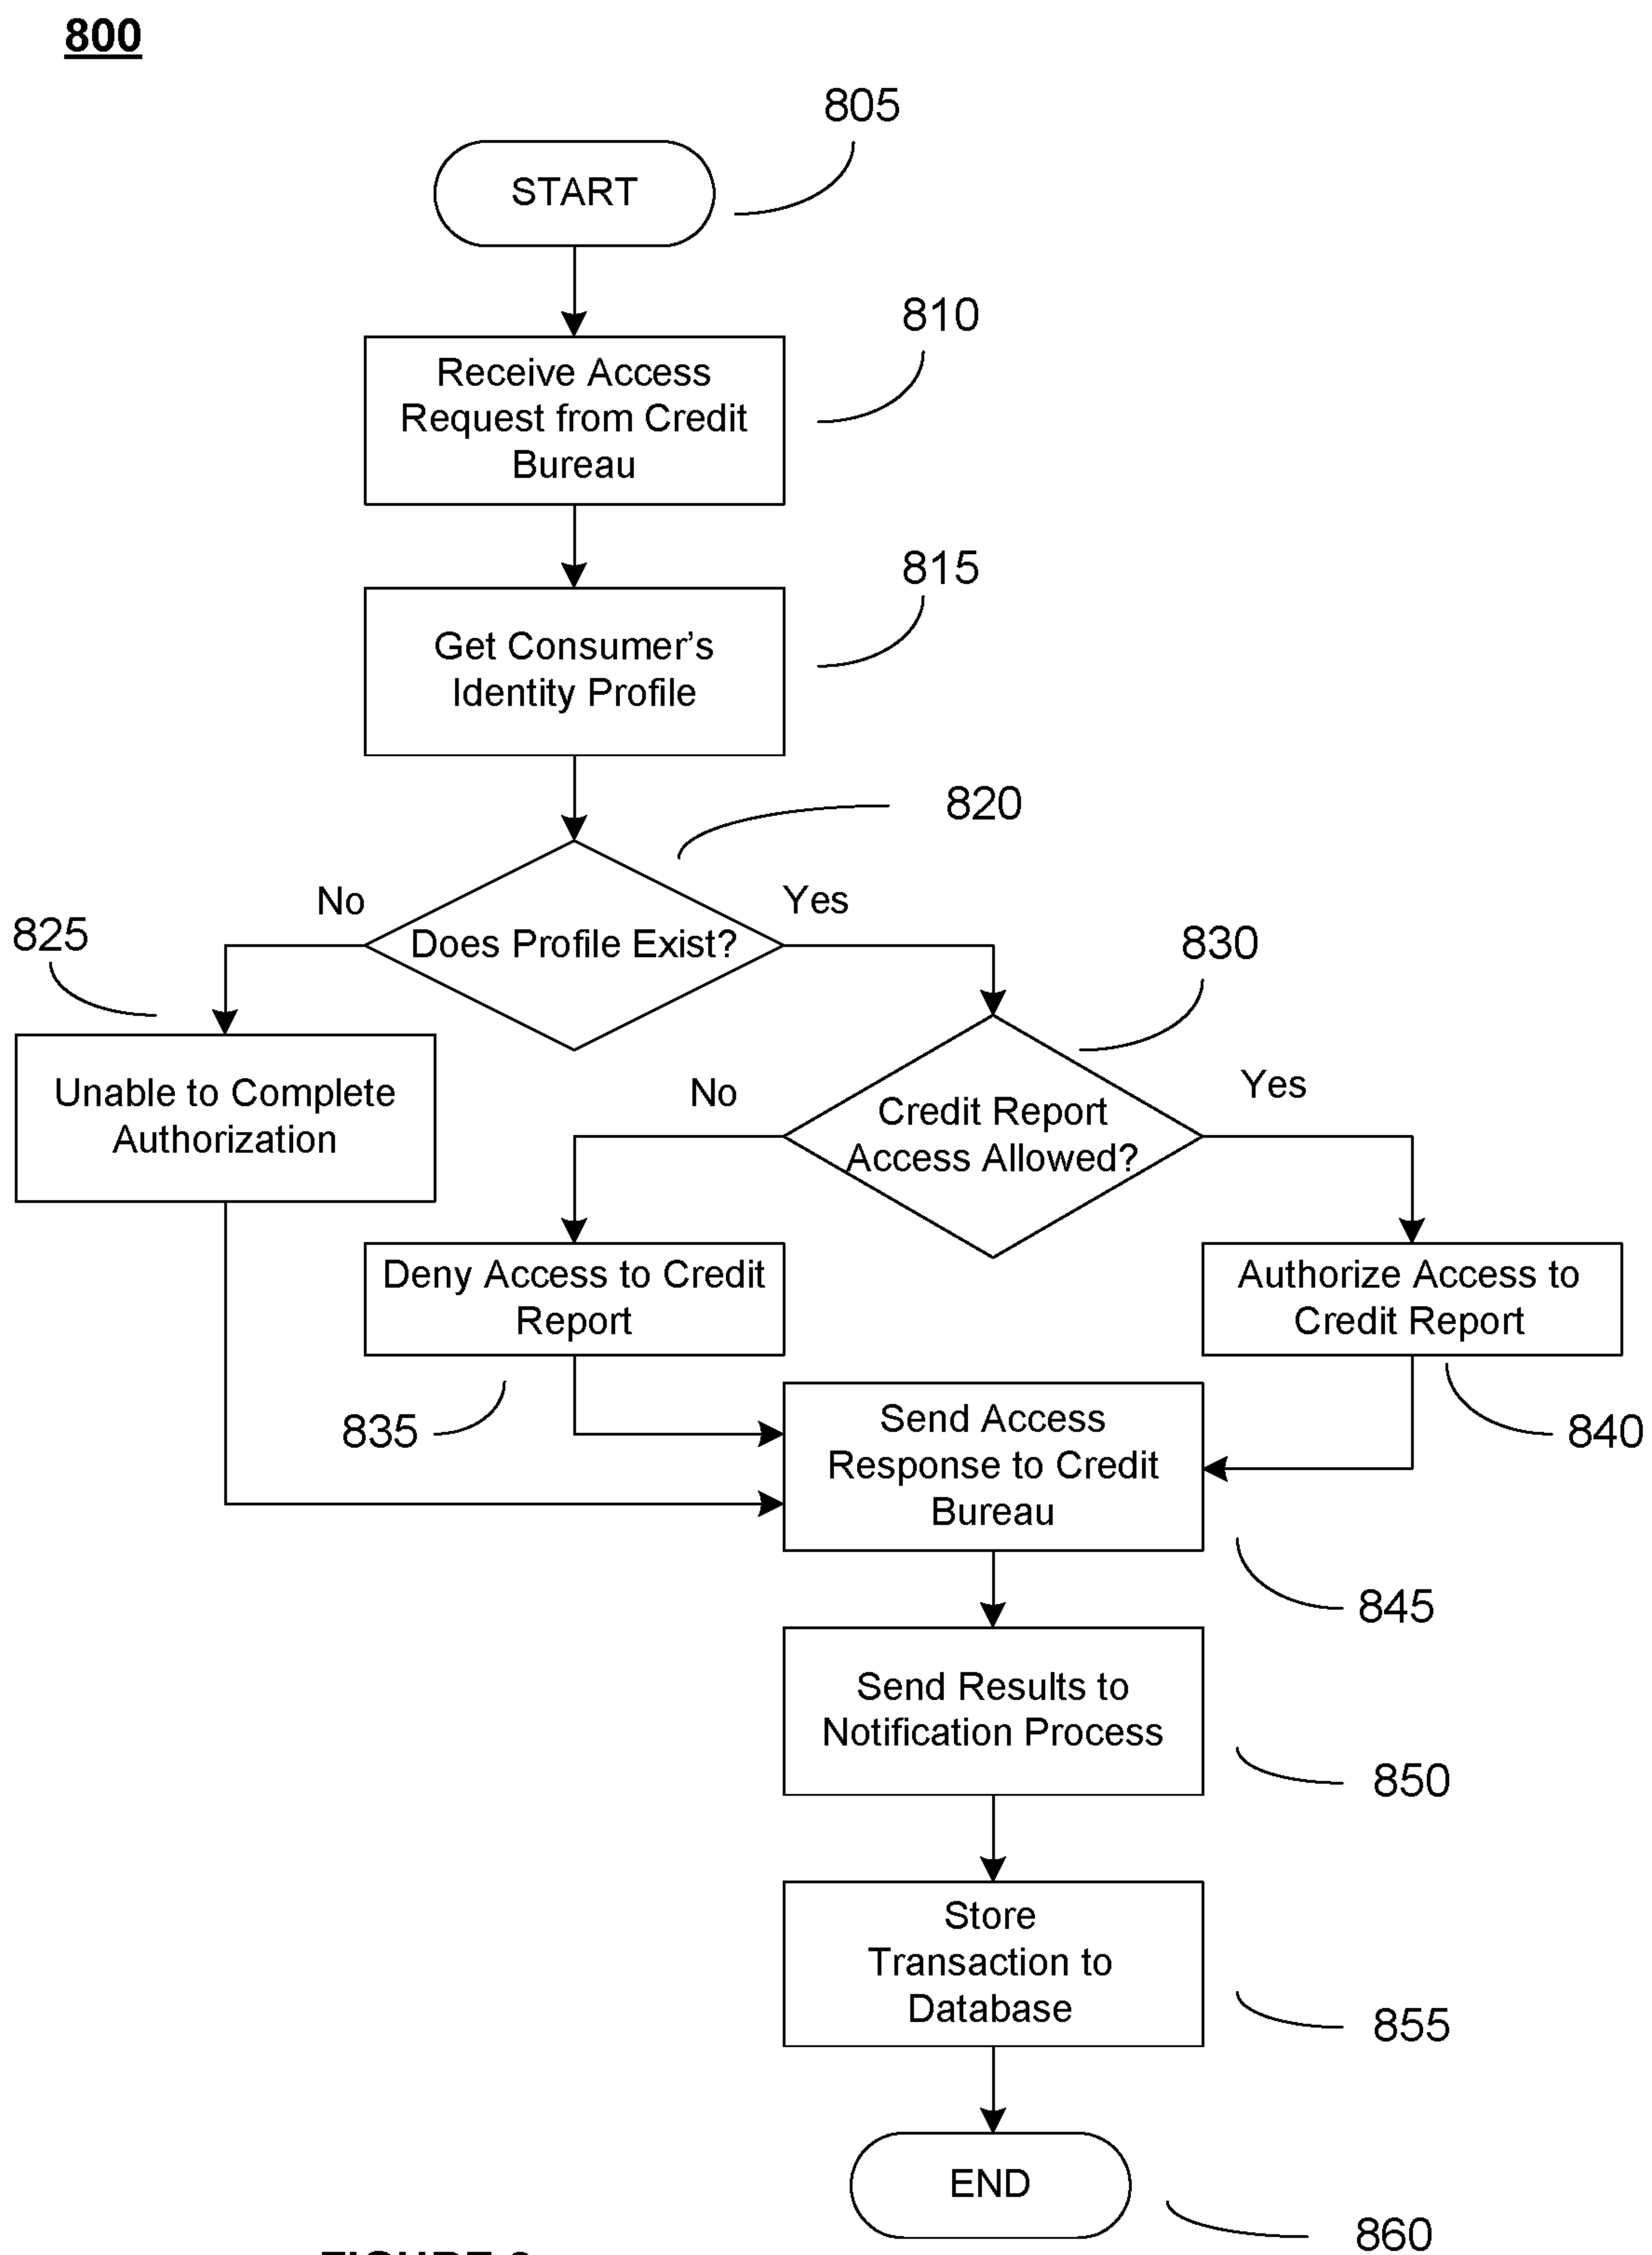 800
805
START
810
Receive Access
Request from Credit
Bureau
815
Get Consumer’s
Identity Profile
820
No
Yes
825
Does Profile Exist?
830
Unable to Complete
Authorization
No
Yes
Credit Report
Access Allowed?
Deny Access to Credit
Report
Authorize Access to
Credit Report
835
840
Send Access
Response to Credit
Bureau
845
Send Results to
Notification Process
850
Store
Transaction to
Database
855
END
860